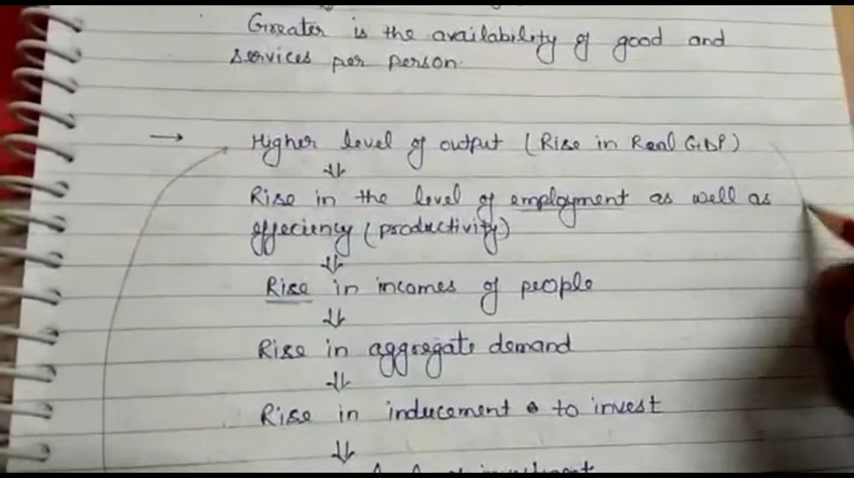 Greater is the availability of good and
services per person.
→ Higher level of output (Rise in Real GDP)
⇓
Rise in the level of employment as well as
effeciency (productivity)
⇓
Rise in incomes of people
⇓
Rise in aggregate demand
⇓
Rise in inducement to invest
⇓
investment